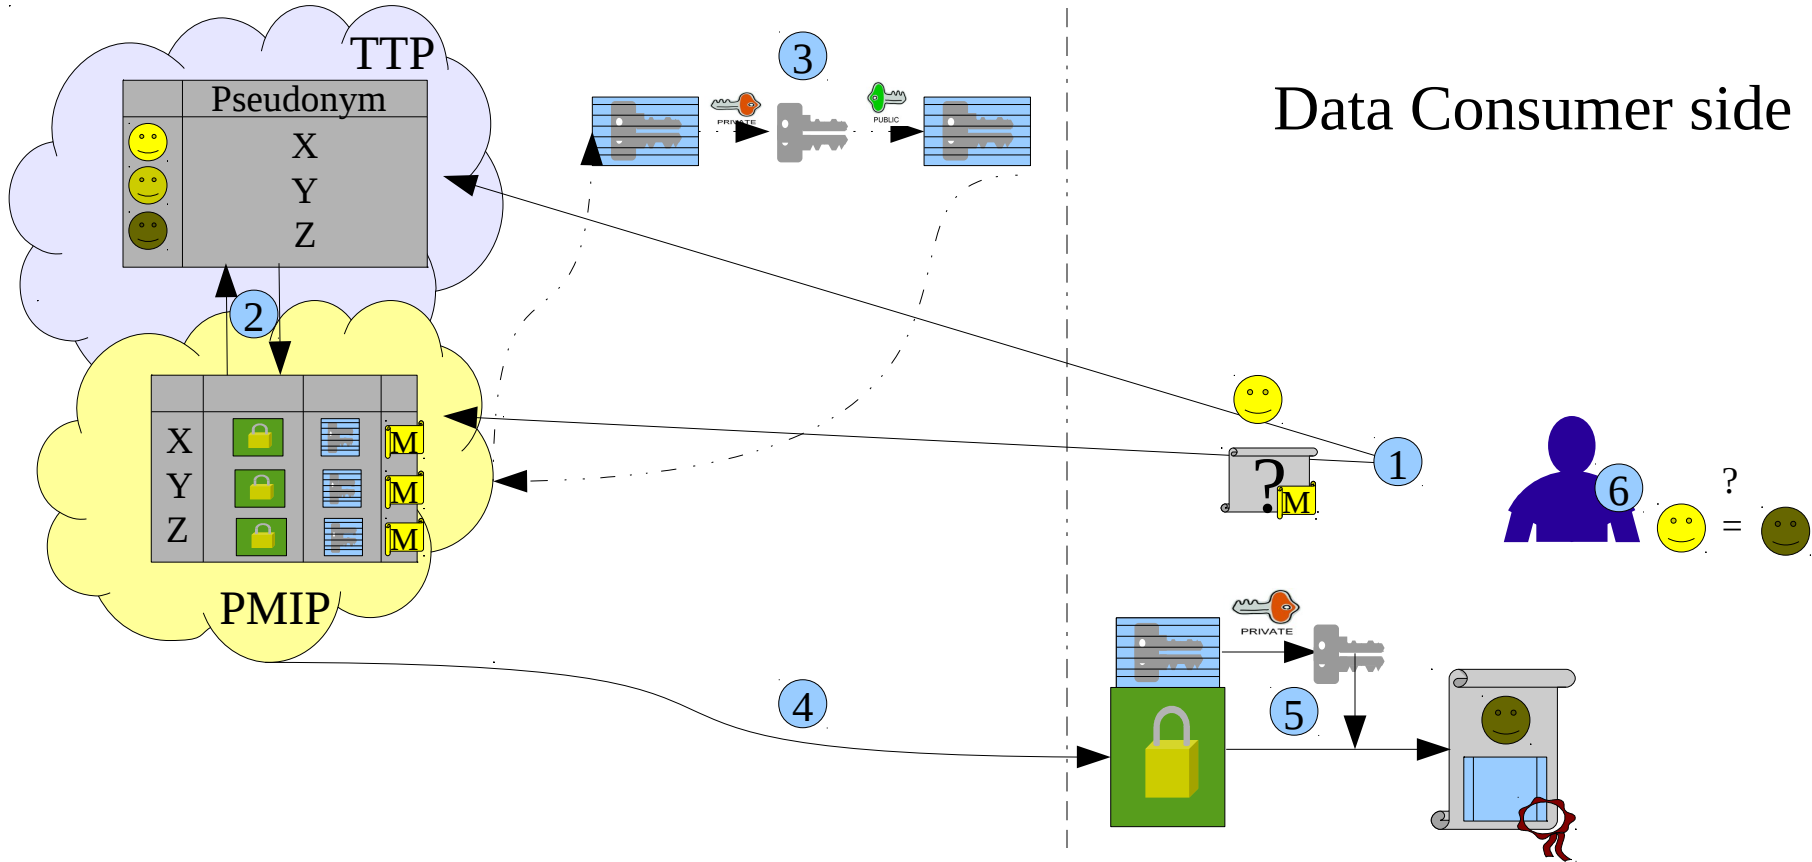 TTP
Pseudonym
X
Y
Z
3
PRIVATE
PUBLIC
Data Consumer side
2
X
M
Y
M
Z
M
PMIP
1
?
M
6
?
=
4
PRIVATE
5